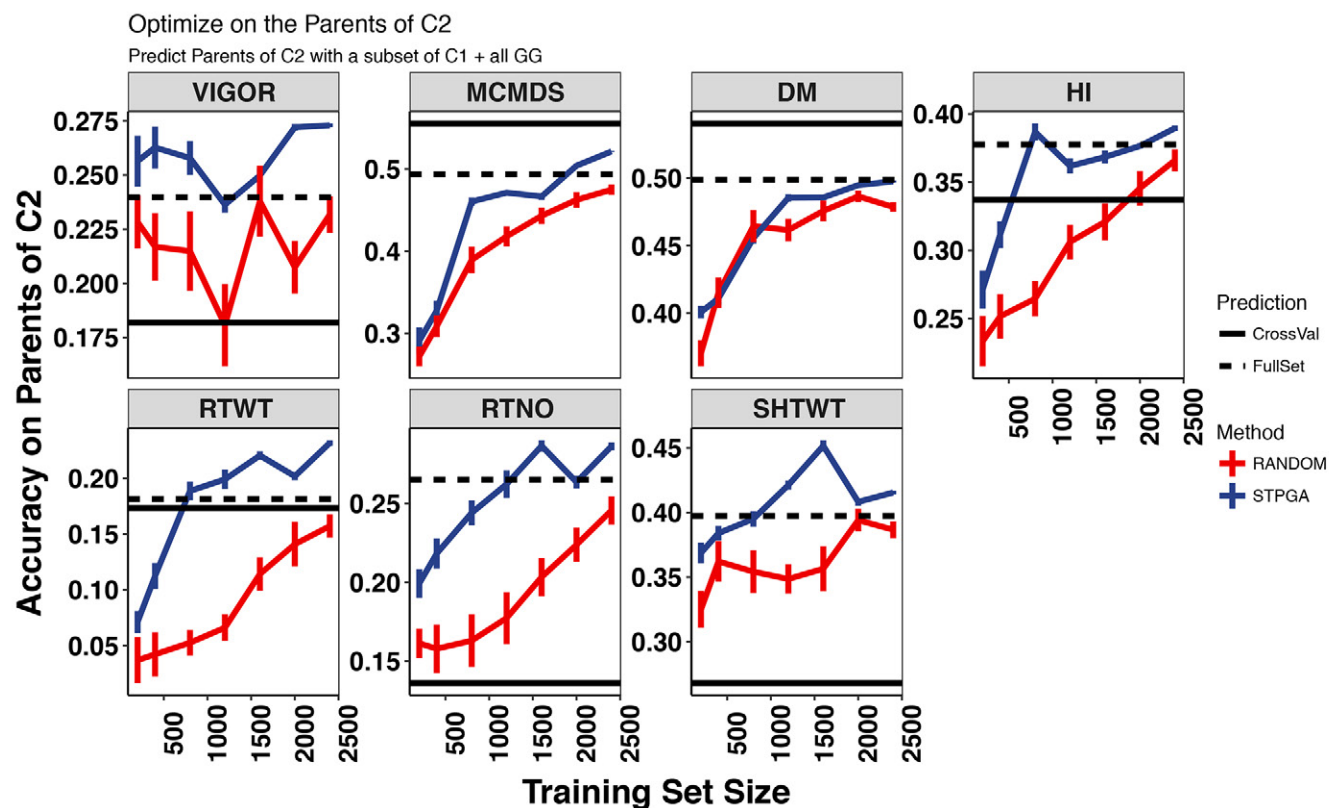 Optimize on the Parents of C2
Predict Parents of C2 with a subset of C1 + all GG
Accuracy on Parents of C2
VIGOR
0.275
0.250
0.225
0.200
0.175
MCMDS
0.5
0.4
0.3
DM
0.50
0.45
0.40
HI
0.40
0.35
0.30
0.25
500
1000
1500
2000
2500
RTWT
0.20
0.15
0.10
0.05
500
1000
1500
2000
2500
RTNO
0.25
0.20
0.15
500
1000
1500
2000
2500
SHTWT
0.45
0.40
0.35
0.30
500
1000
1500
2000
2500
Training Set Size
Prediction
CrossVal
FullSet
Method
RANDOM
STPGA